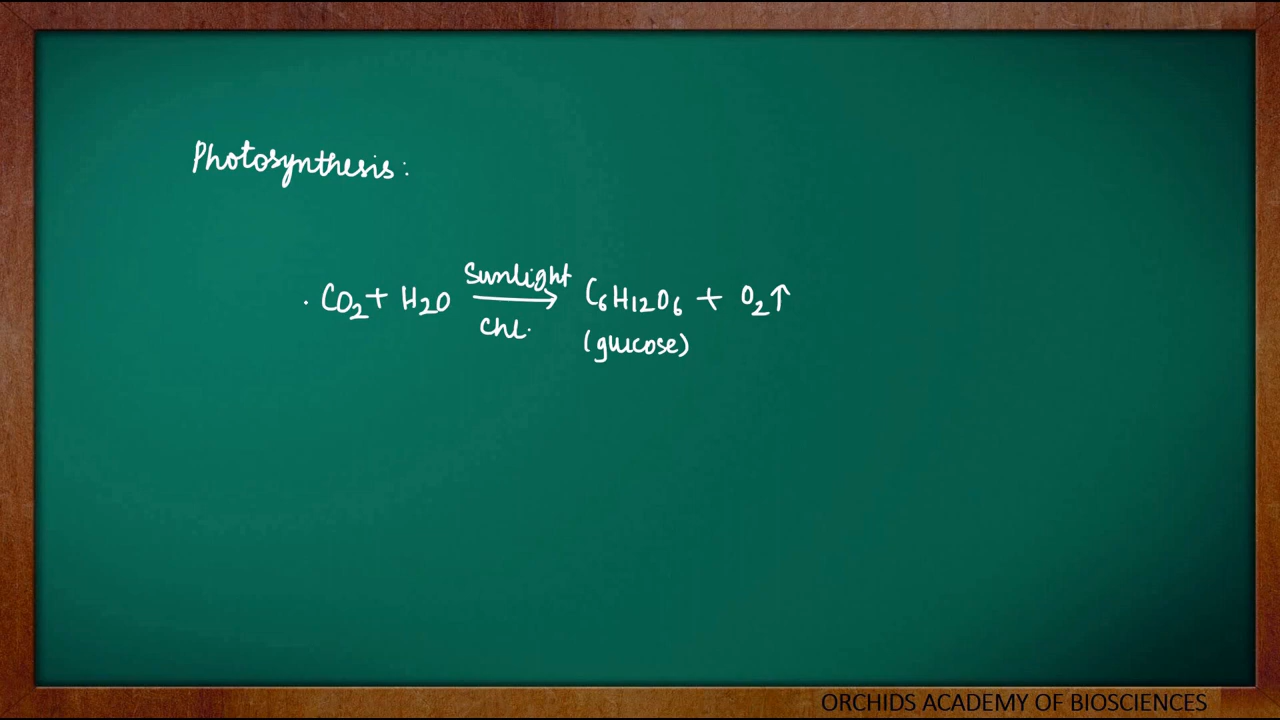 Photosynthesis:
Sunlight
. CO₂ + H2O ⟶ C₆H12O₆ + O₂↑
Chl.
(glucose)
ORCHIDS ACADEMY OF BIOSCIENCES